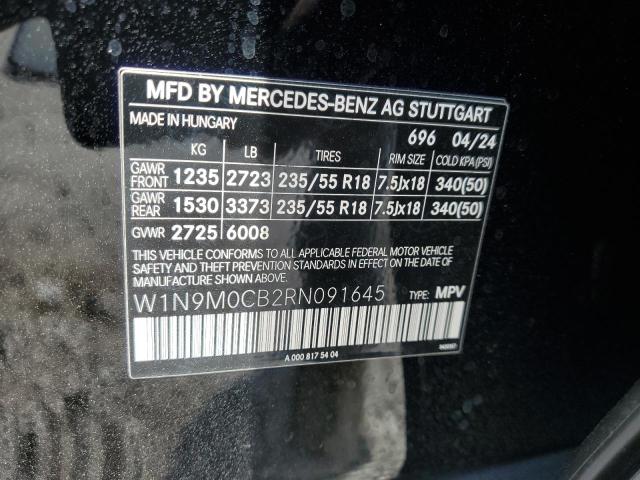 MFD BY MERCEDES-BENZ AG STUTTGART
MADE IN HUNGARY
696 04/24
KG LB TIRES RIM SIZE COLD KPA(PSI)
GAWR FRONT 1235 2723 235/55 R18 7.5Jx18 340(50)
GAWR REAR 1530 3373 235/55 R18 7.5Jx18 340(50)
GVWR 2725 6008
THIS VEHICLE CONFORMS TO ALL APPLICABLE FEDERAL MOTOR VEHICLE
SAFETY AND THEFT PREVENTION STANDARDS IN EFFECT ON THE DATE OF
MANUFACTURE SHOWN ABOVE.
W1N9M0CB2RN091645 TYPE: MPV
A 000 817 54 04